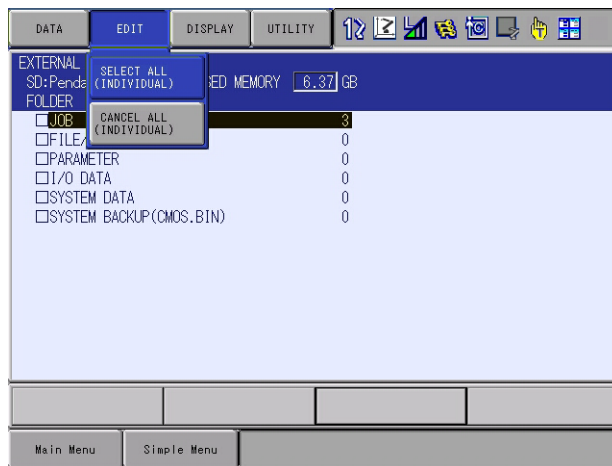 DATA EDIT DISPLAY UTILITY
EXTERNAL
SELECT ALL
(INDIVIDUAL)
SD:Penda SED MEMORY 6.37 GB
FOLDER
CANCEL ALL
(INDIVIDUAL)
JOB 3
FILE/ 0
PARAMETER 0
I/O DATA 0
SYSTEM DATA 0
SYSTEM BACKUP(CMOS.BIN) 0
Main Menu Simple Menu